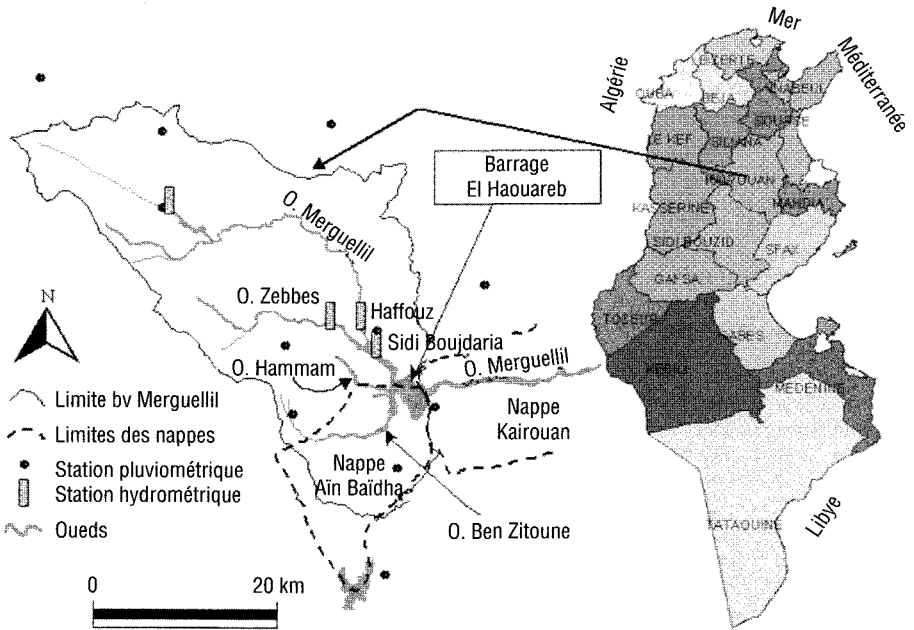 Mer
Méditerranée
Algérie
Libye
BIZERTE
BEJA
NABEUL
SOUSSE
LE KEF
SILIANA
KAIROUAN
MAHDIA
KASSERINE
SIDI BOUZID
SFAX
GAFSA
TOZEUR
GABES
KEBILI
MEDENINE
TATAOUINE
Barrage
El Haouareb
O. Merguellil
O. Zebbes
Haffouz
Sidi Boujdaria
O. Hammam
O. Merguellil
Nappe
Kairouan
Nappe
Aïn Baïdha
O. Ben Zitoune
N
Limite bv Merguellil
Limites des nappes
Station pluviométrique
Station hydrométrique
Oueds
0
20 km